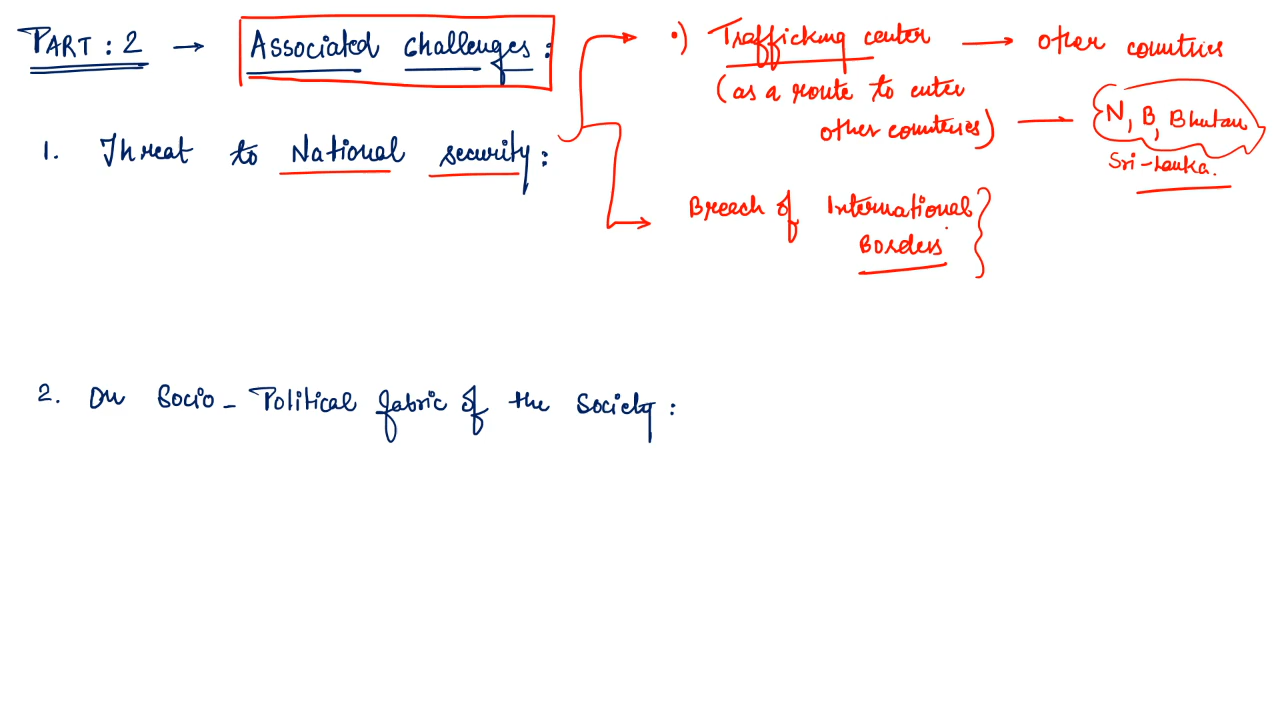 PART : 2 → Associated challenges :
1. Threat to National security :
•) Trafficking center → other countries
(as a route to enter
other countries) → N, B, Bhutan
Sri-Lanka.
Breach of International
Borders
2. On Socio - Political fabric of the Society :